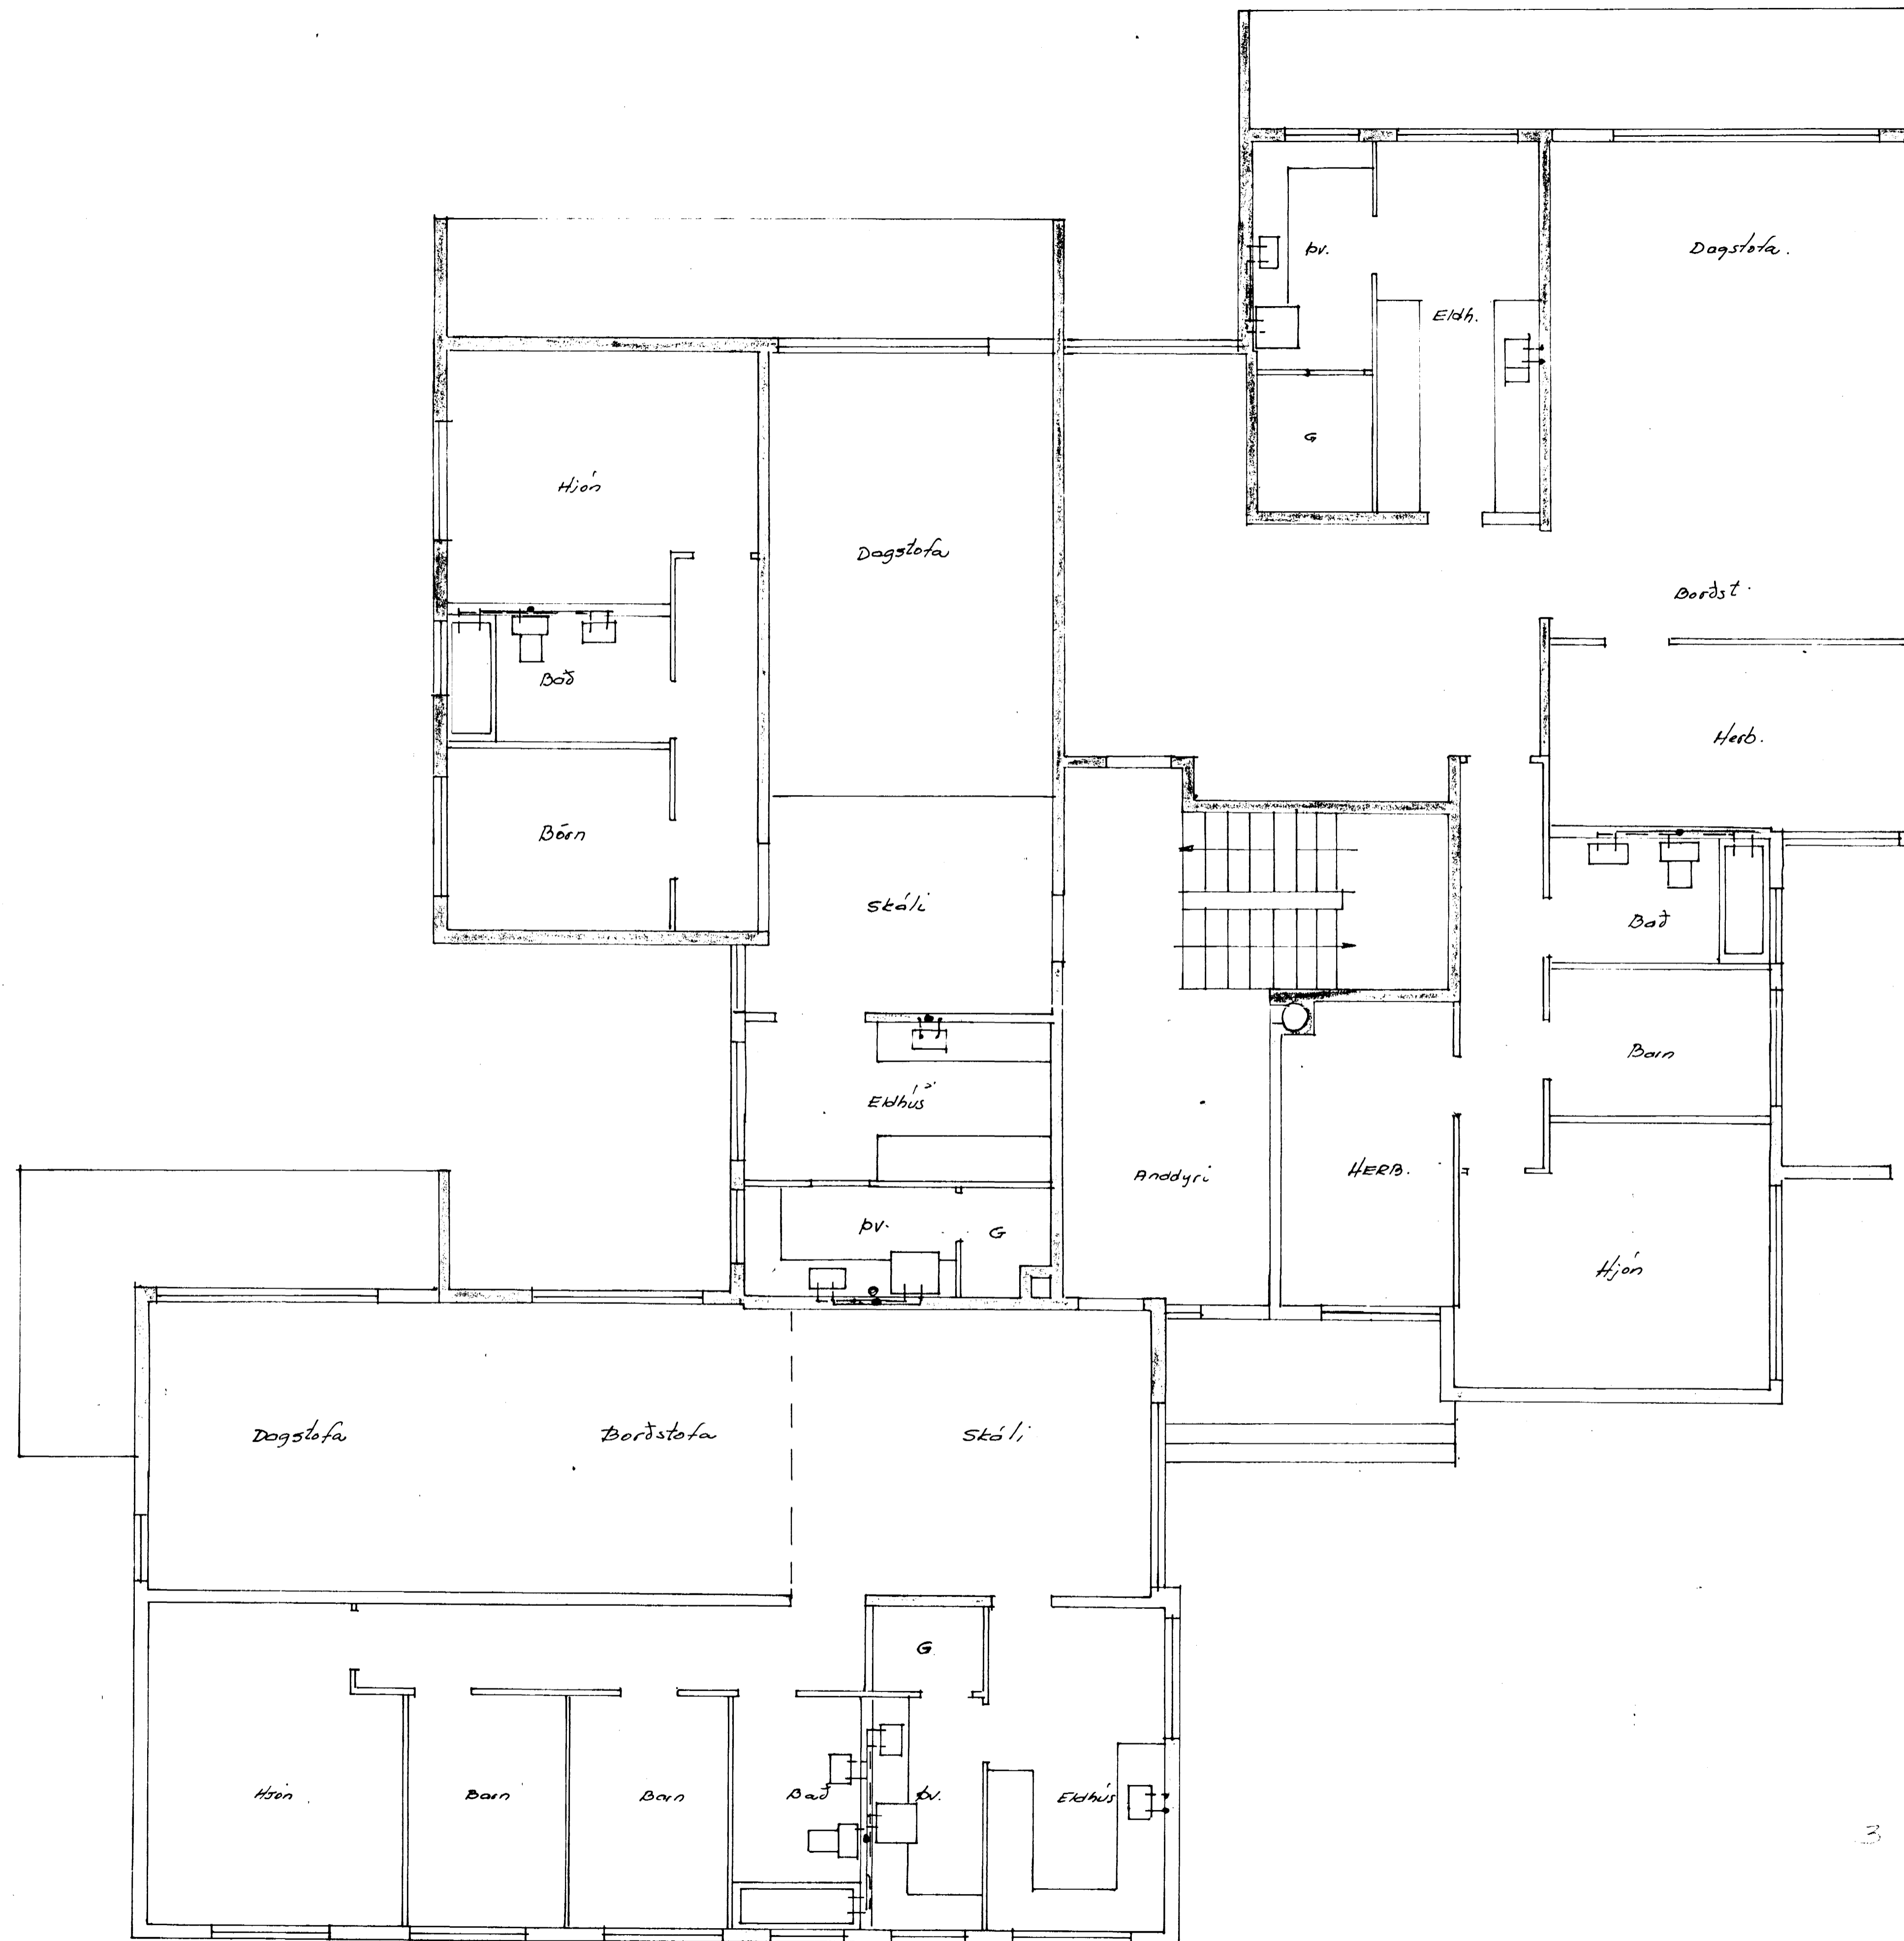 þv.
Dagstofa.
Eldh.
G
Hjón
Dagstofa
Borðst.
Bað
Herb.
Börn
Skáli
Bað
Eldhús
Barn
Anddyri
HERB.
þv.
G
Hjón
Dagstofa
Borðstofa
Skáli
G
Hjón
Barn
Barn
Bað
þv.
Eldhús
3